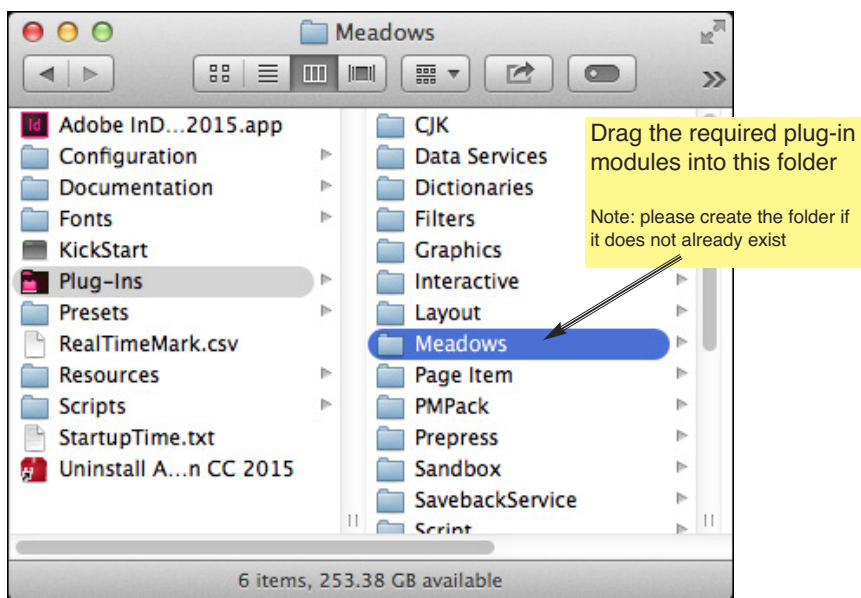 Meadows
Adobe InD...2015.app
Configuration
Documentation
Fonts
KickStart
Plug-Ins
Presets
RealTimeMark.csv
Resources
Scripts
StartupTime.txt
Uninstall A...n CC 2015
CJK
Data Services
Dictionaries
Filters
Graphics
Interactive
Layout
Meadows
Page Item
PMPack
Prepress
Sandbox
SavebackService
Script
Drag the required plug-in
modules into this folder
Note: please create the folder if
it does not already exist
6 items, 253.38 GB available